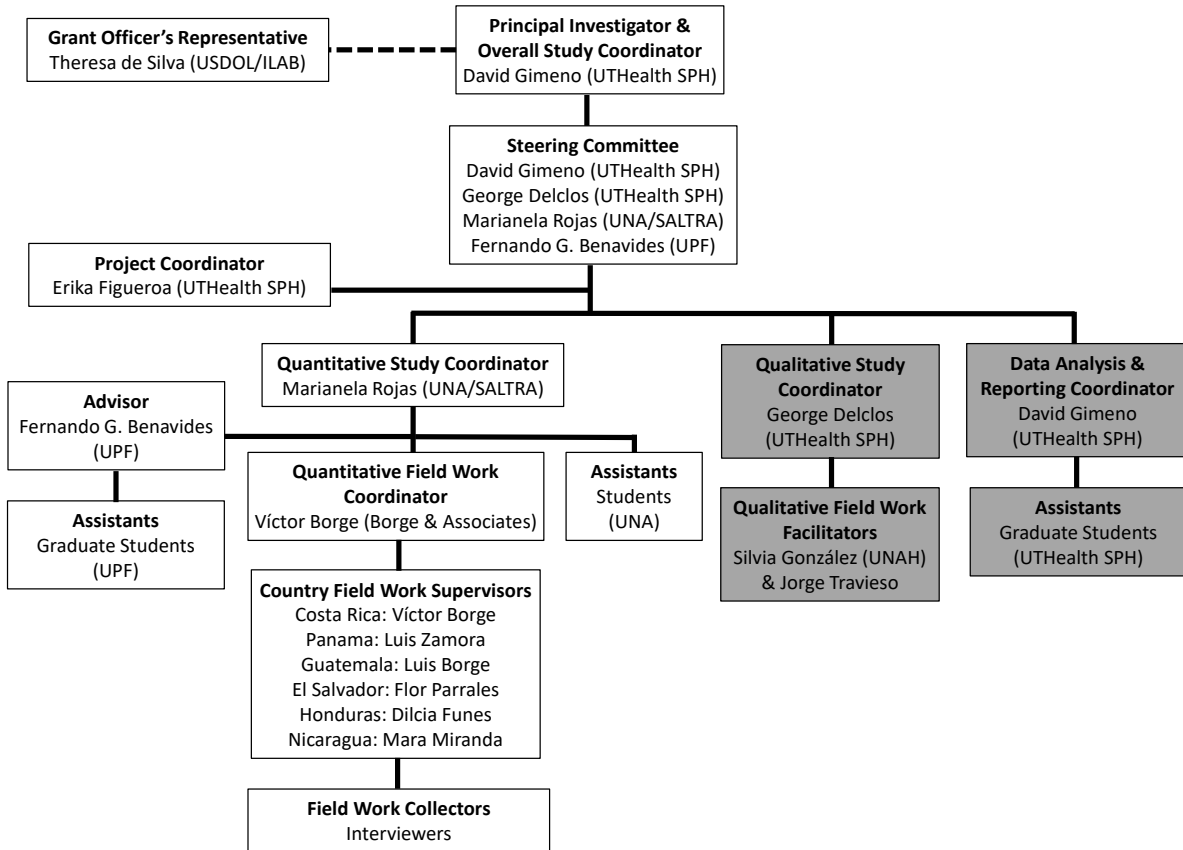 Grant Officer's Representative
Theresa de Silva (USDOL/ILAB)
Principal Investigator &
Overall Study Coordinator
David Gimeno (UTHealth SPH)
Steering Committee
David Gimeno (UTHealth SPH)
George Delclos (UTHealth SPH)
Marianela Rojas (UNA/SALTRA)
Fernando G. Benavides (UPF)
Project Coordinator
Erika Figueroa (UTHealth SPH)
Quantitative Study Coordinator
Marianela Rojas (UNA/SALTRA)
Qualitative Study
Coordinator
George Delclos
(UTHealth SPH)
Data Analysis &
Reporting Coordinator
David Gimeno
(UTHealth SPH)
Advisor
Fernando G. Benavides
(UPF)
Quantitative Field Work
Coordinator
Víctor Borge (Borge & Associates)
Assistants
Students
(UNA)
Qualitative Field Work
Facilitators
Silvia González (UNAH)
& Jorge Travieso
Assistants
Graduate Students
(UTHealth SPH)
Assistants
Graduate Students
(UPF)
Country Field Work Supervisors
Costa Rica: Víctor Borge
Panama: Luis Zamora
Guatemala: Luis Borge
El Salvador: Flor Parrales
Honduras: Dilcia Funes
Nicaragua: Mara Miranda
Field Work Collectors
Interviewers